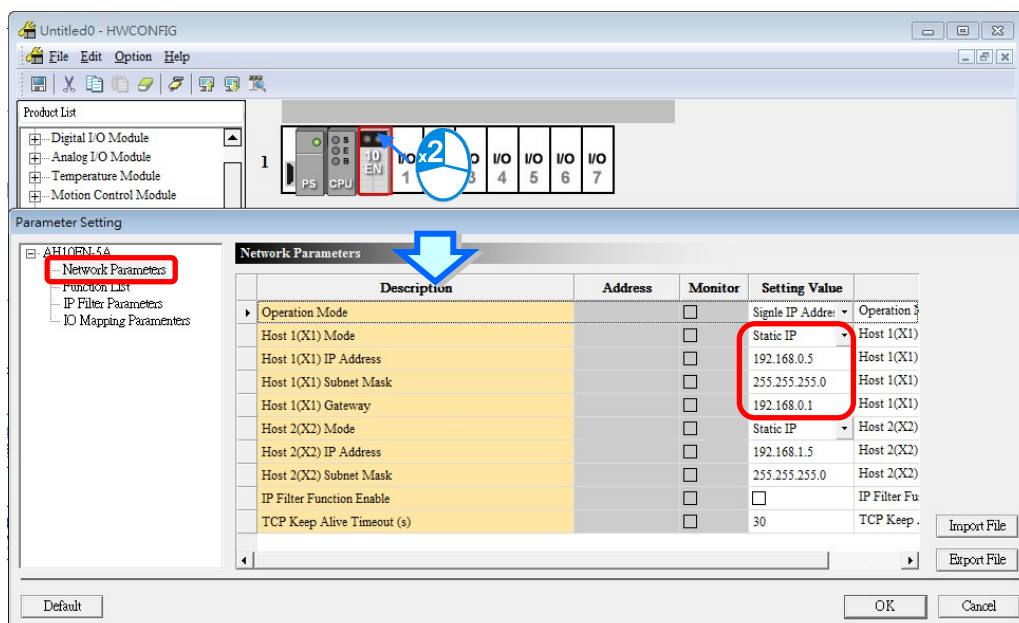 Untitled0 - HWCONFIG
File Edit Option Help
Product List
Digital I/O Module
Analog I/O Module
Temperature Module
Motion Control Module
1
PS
CPU
S
E
O
O
B
10
EN
I/O
1
x2
3
I/O
4
I/O
5
I/O
6
I/O
7
Parameter Setting
AH10EN-5A
Network Parameters
Function List
IP Filter Parameters
IO Mapping Paramenters
Network Parameters
Description Address Monitor Setting Value
Operation Mode Signle IP Addre Operation
Host 1(X1) Mode Static IP Host 1(X1)
Host 1(X1) IP Address 192.168.0.5 Host 1(X1)
Host 1(X1) Subnet Mask 255.255.255.0 Host 1(X1)
Host 1(X1) Gateway 192.168.0.1 Host 1(X1)
Host 2(X2) Mode Static IP Host 2(X2)
Host 2(X2) IP Address 192.168.1.5 Host 2(X2)
Host 2(X2) Subnet Mask 255.255.255.0 Host 2(X2)
IP Filter Function Enable IP Filter Fu
TCP Keep Alive Timeout (s) 30 TCP Keep
Import File
Export File
Default OK Cancel